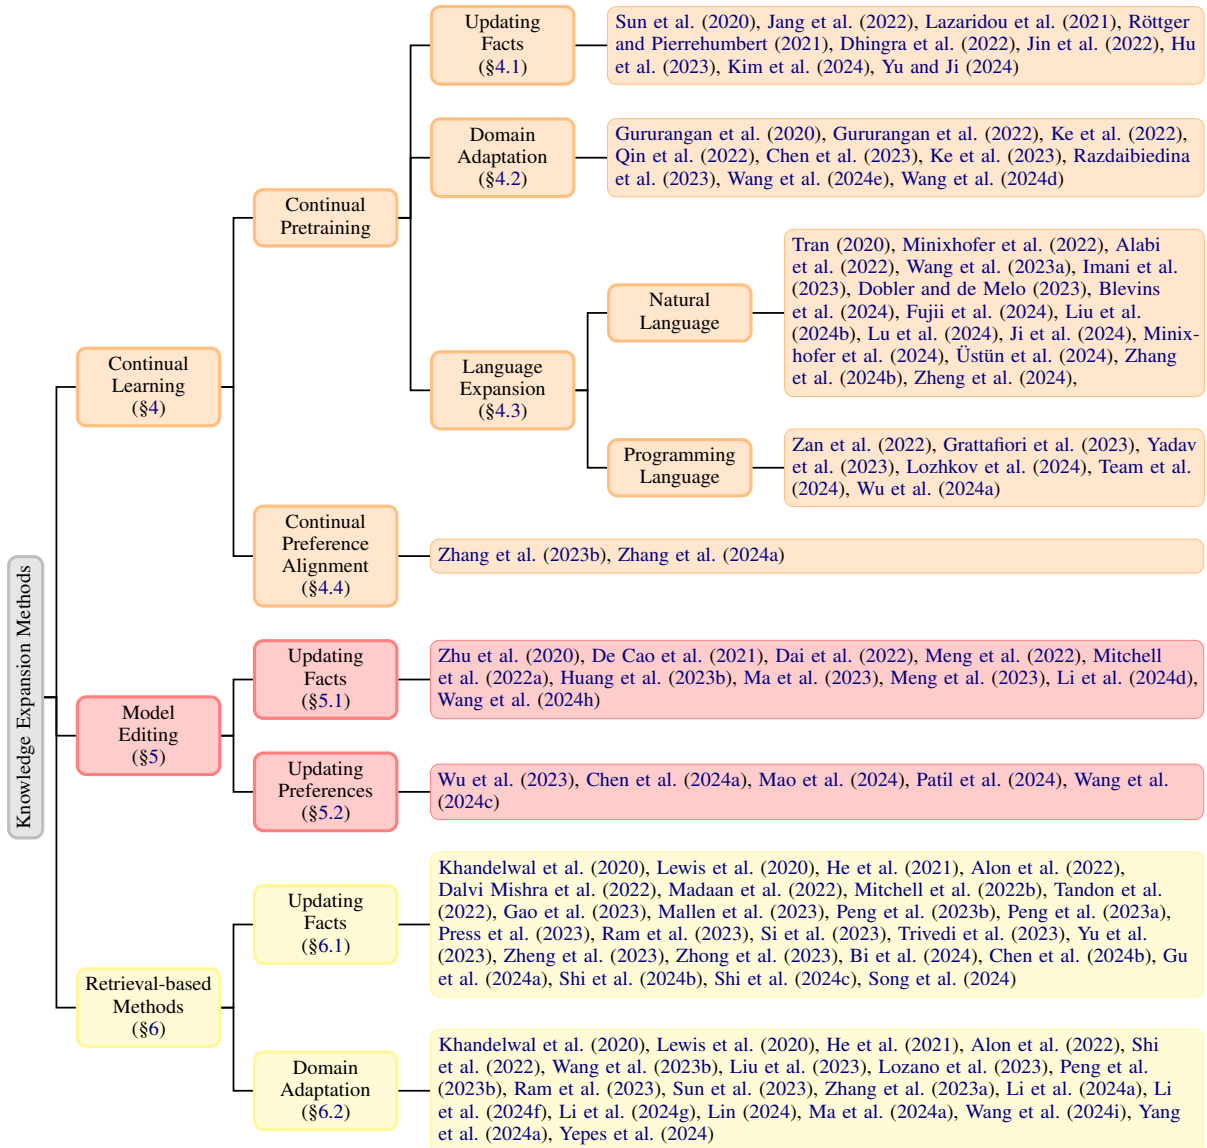 Knowledge Expansion Methods
Continual
Learning
(§4)
Continual
Pretraining
Updating
Facts
(§4.1)
Sun et al. (2020), Jang et al. (2022), Lazaridou et al. (2021), Röttger
and Pierrehumbert (2021), Dhingra et al. (2022), Jin et al. (2022), Hu
et al. (2023), Kim et al. (2024), Yu and Ji (2024)
Domain
Adaptation
(§4.2)
Gururangan et al. (2020), Gururangan et al. (2022), Ke et al. (2022),
Qin et al. (2022), Chen et al. (2023), Ke et al. (2023), Razdaibiedina
et al. (2023), Wang et al. (2024e), Wang et al. (2024d)
Language
Expansion
(§4.3)
Natural
Language
Tran (2020), Minixhofer et al. (2022), Alabi
et al. (2022), Wang et al. (2023a), Imani et al.
(2023), Dobler and de Melo (2023), Blevins
et al. (2024), Fujii et al. (2024), Liu et al.
(2024b), Lu et al. (2024), Ji et al. (2024), Minix-
hofer et al. (2024), Üstün et al. (2024), Zhang
et al. (2024b), Zheng et al. (2024),
Programming
Language
Zan et al. (2022), Grattafiori et al. (2023), Yadav
et al. (2023), Lozhkov et al. (2024), Team et al.
(2024), Wu et al. (2024a)
Continual
Preference
Alignment
(§4.4)
Zhang et al. (2023b), Zhang et al. (2024a)
Model
Editing
(§5)
Updating
Facts
(§5.1)
Zhu et al. (2020), De Cao et al. (2021), Dai et al. (2022), Meng et al. (2022), Mitchell
et al. (2022a), Huang et al. (2023b), Ma et al. (2023), Meng et al. (2023), Li et al. (2024d),
Wang et al. (2024h)
Updating
Preferences
(§5.2)
Wu et al. (2023), Chen et al. (2024a), Mao et al. (2024), Patil et al. (2024), Wang et al.
(2024c)
Retrieval-based
Methods
(§6)
Updating
Facts
(§6.1)
Khandelwal et al. (2020), Lewis et al. (2020), He et al. (2021), Alon et al. (2022),
Dalvi Mishra et al. (2022), Madaan et al. (2022), Mitchell et al. (2022b), Tandon et al.
(2022), Gao et al. (2023), Mallen et al. (2023), Peng et al. (2023b), Peng et al. (2023a),
Press et al. (2023), Ram et al. (2023), Si et al. (2023), Trivedi et al. (2023), Yu et al.
(2023), Zheng et al. (2023), Zhong et al. (2023), Bi et al. (2024), Chen et al. (2024b), Gu
et al. (2024a), Shi et al. (2024b), Shi et al. (2024c), Song et al. (2024)
Domain
Adaptation
(§6.2)
Khandelwal et al. (2020), Lewis et al. (2020), He et al. (2021), Alon et al. (2022), Shi
et al. (2022), Wang et al. (2023b), Liu et al. (2023), Lozano et al. (2023), Peng et al.
(2023b), Ram et al. (2023), Sun et al. (2023), Zhang et al. (2023a), Li et al. (2024a), Li
et al. (2024f), Li et al. (2024g), Lin (2024), Ma et al. (2024a), Wang et al. (2024i), Yang
et al. (2024a), Yepes et al. (2024)